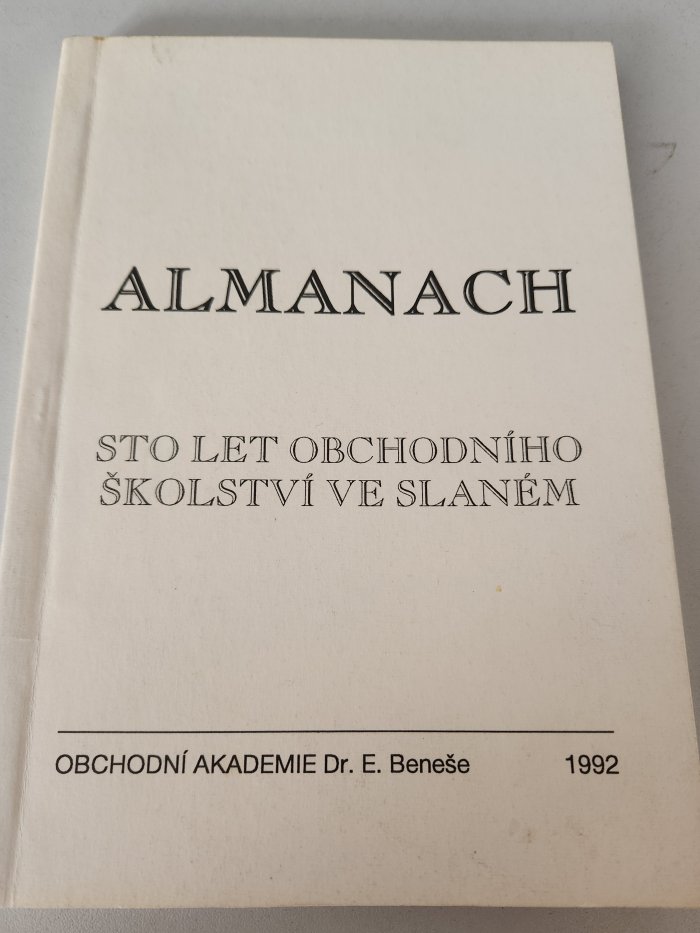 ALMANACH
STO LET OBCHODNÍHO
ŠKOLSTVÍ VE SLANÉM
OBCHODNÍ AKADEMIE Dr. E. Beneše 1992